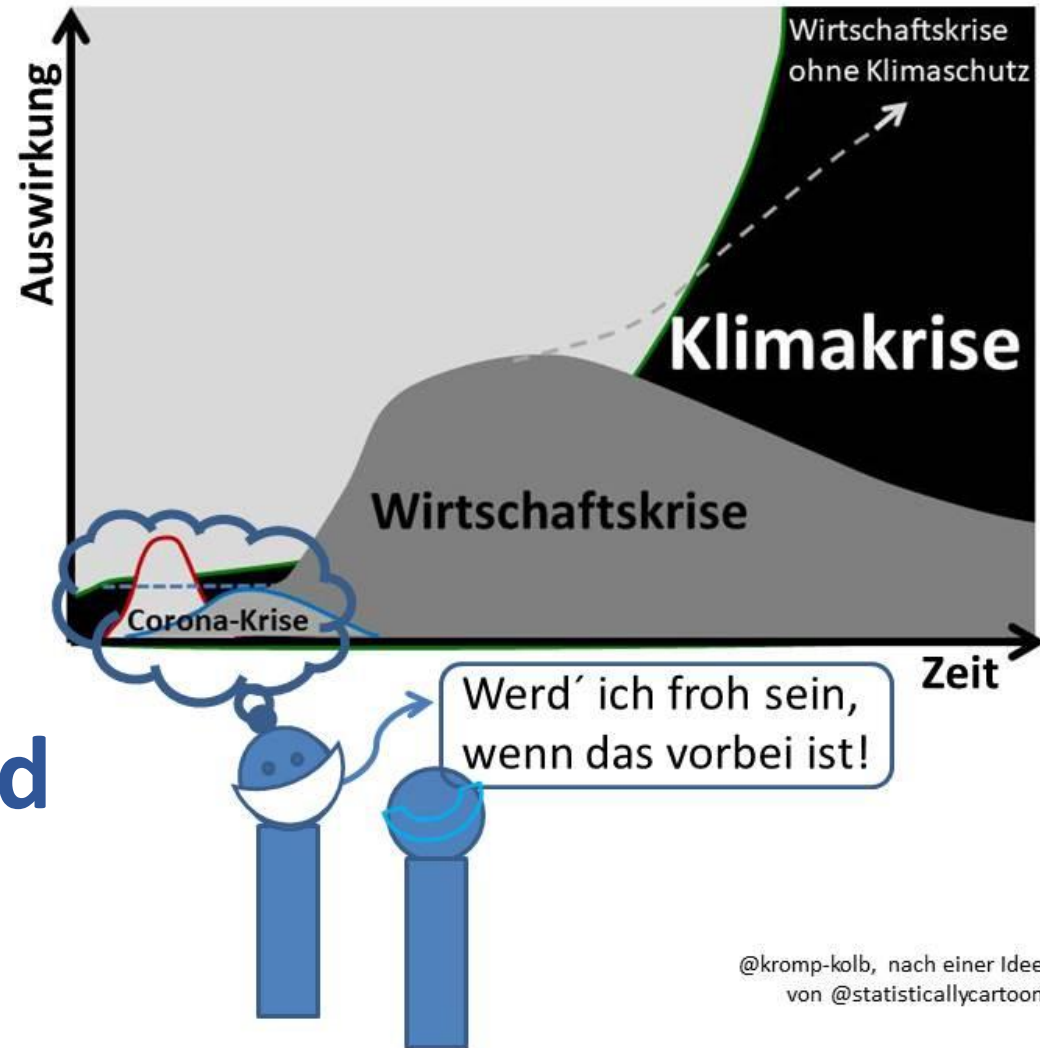 Auswirkung
Wirtschaftskrise
ohne Klimaschutz
Klimakrise
Wirtschaftskrise
Corona-Krise
Zeit
Werd´ ich froh sein,
wenn das vorbei ist!
d
@kromp-kolb, nach einer Idee
von @statisticallycartoon